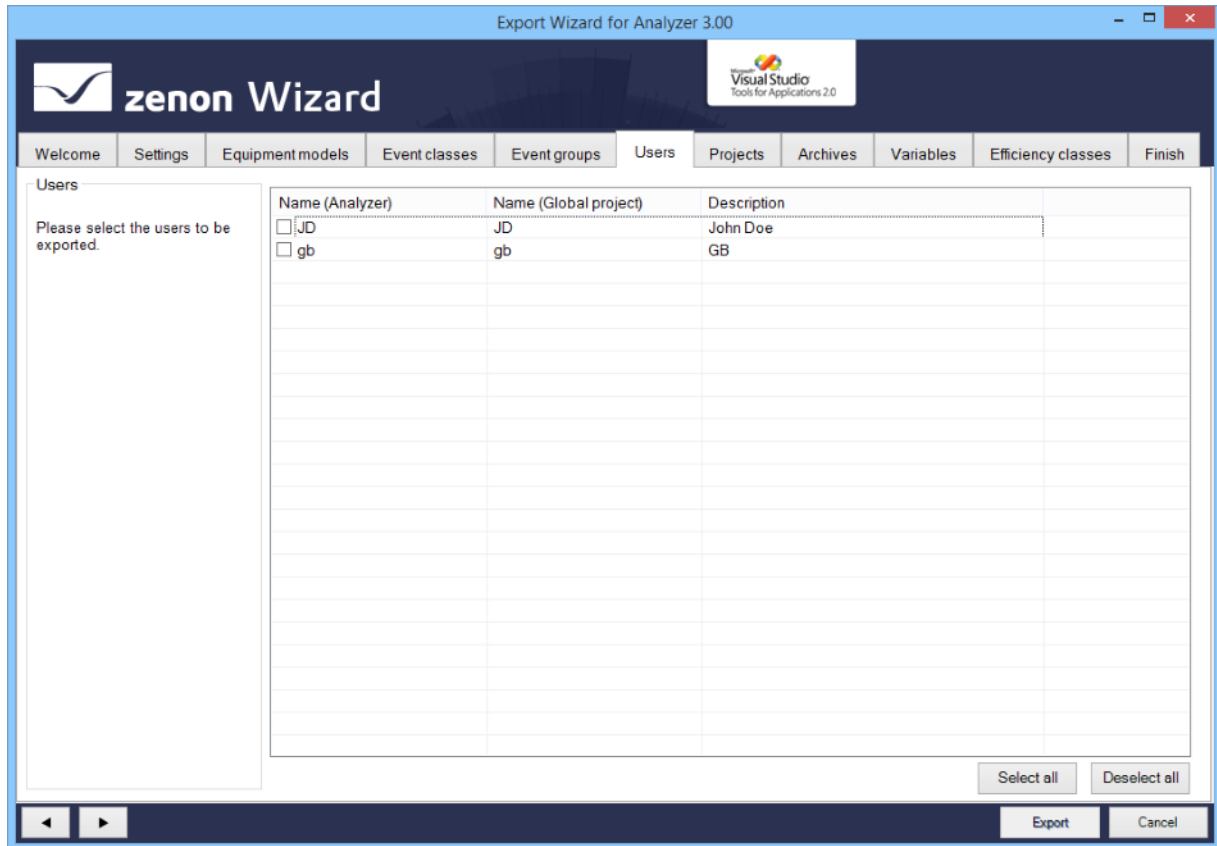 Export Wizard for Analyzer 3.00
zenon Wizard
Microsoft
Visual Studio
Tools for Applications 2.0
Welcome Settings Equipment models Event classes Event groups Users Projects Archives Variables Efficiency classes Finish
Users
Please select the users to be
exported.
Name (Analyzer) Name (Global project) Description
JD JD John Doe
gb gb GB
Select all Deselect all
Export Cancel